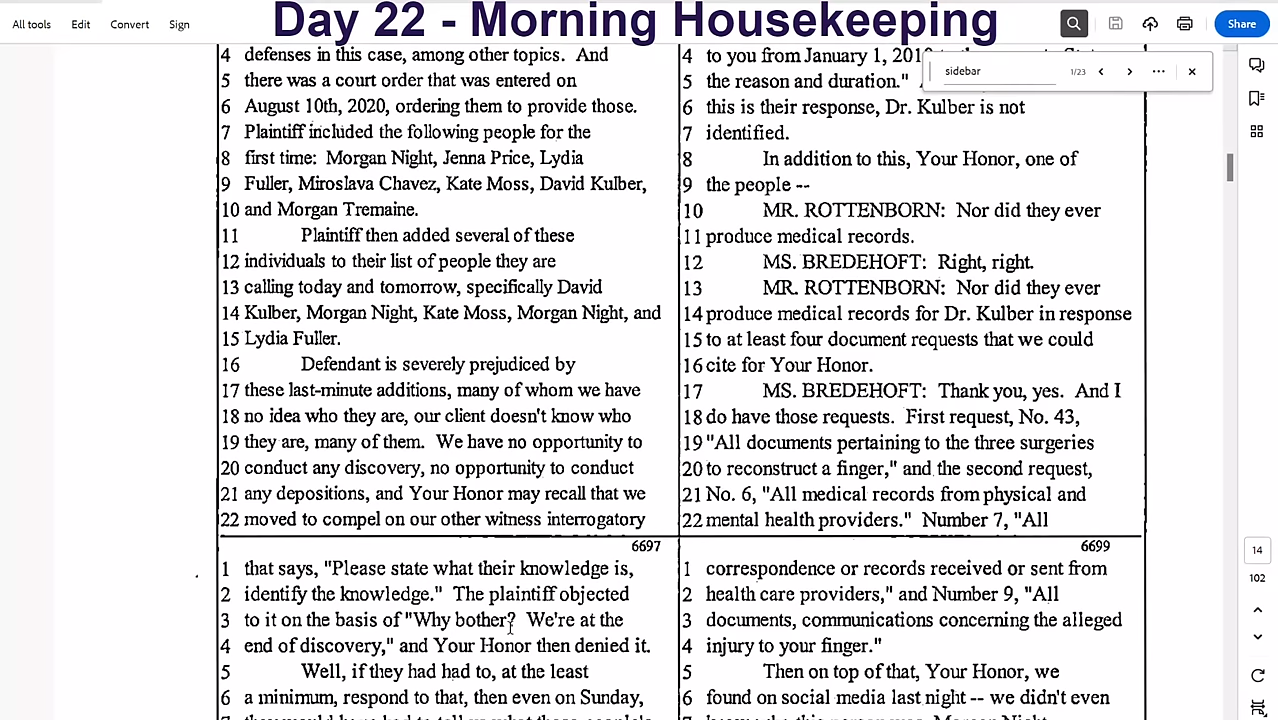 All tools Edit Convert Sign
Day 22 - Morning Housekeeping
Share
sidebar 1/23
4 defenses in this case, among other topics. And
5 there was a court order that was entered on
6 August 10th, 2020, ordering them to provide those.
7 Plaintiff included the following people for the
8 first time: Morgan Night, Jenna Price, Lydia
9 Fuller, Miroslava Chavez, Kate Moss, David Kulber,
10 and Morgan Tremaine.
11 Plaintiff then added several of these
12 individuals to their list of people they are
13 calling today and tomorrow, specifically David
14 Kulber, Morgan Night, Kate Moss, Morgan Night, and
15 Lydia Fuller.
16 Defendant is severely prejudiced by
17 these last-minute additions, many of whom we have
18 no idea who they are, our client doesn't know who
19 they are, many of them. We have no opportunity to
20 conduct any discovery, no opportunity to conduct
21 any depositions, and Your Honor may recall that we
22 moved to compel on our other witness interrogatory
6697
1 that says, "Please state what their knowledge is,
2 identify the knowledge." The plaintiff objected
3 to it on the basis of "Why bother? We're at the
4 end of discovery," and Your Honor then denied it.
5 Well, if they had had to, at the least
6 a minimum, respond to that, then even on Sunday,
4 to you from January 1, 2010
5 the reason and duration."
6 this is their response, Dr. Kulber is not
7 identified.
8 In addition to this, Your Honor, one of
9 the people --
10 MR. ROTTENBORN: Nor did they ever
11 produce medical records.
12 MS. BREDEHOFT: Right, right.
13 MR. ROTTENBORN: Nor did they ever
14 produce medical records for Dr. Kulber in response
15 to at least four document requests that we could
16 cite for Your Honor.
17 MS. BREDEHOFT: Thank you, yes. And I
18 do have those requests. First request, No. 43,
19 "All documents pertaining to the three surgeries
20 to reconstruct a finger," and the second request,
21 No. 6, "All medical records from physical and
22 mental health providers." Number 7, "All
6699
1 correspondence or records received or sent from
2 health care providers," and Number 9, "All
3 documents, communications concerning the alleged
4 injury to your finger."
5 Then on top of that, Your Honor, we
6 found on social media last night -- we didn't even
14
102